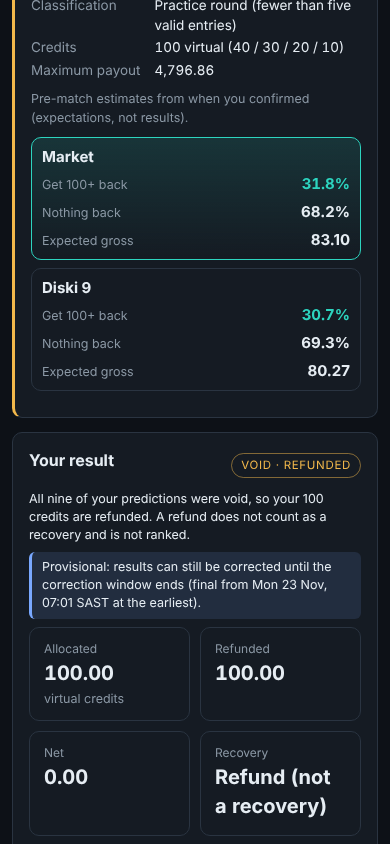 Classification Practice round (fewer than five
valid entries)
Credits 100 virtual (40 / 30 / 20 / 10)
Maximum payout 4,796.86
Pre-match estimates from when you confirmed
(expectations, not results).
Market
Get 100+ back 31.8%
Nothing back 68.2%
Expected gross 83.10
Diski 9
Get 100+ back 30.7%
Nothing back 69.3%
Expected gross 80.27
Your result VOID · REFUNDED
All nine of your predictions were void, so your 100
credits are refunded. A refund does not count as a
recovery and is not ranked.
Provisional: results can still be corrected until the
correction window ends (final from Mon 23 Nov,
07:01 SAST at the earliest).
Allocated
100.00
virtual credits
Refunded
100.00
Net
0.00
Recovery
Refund (not
a recovery)